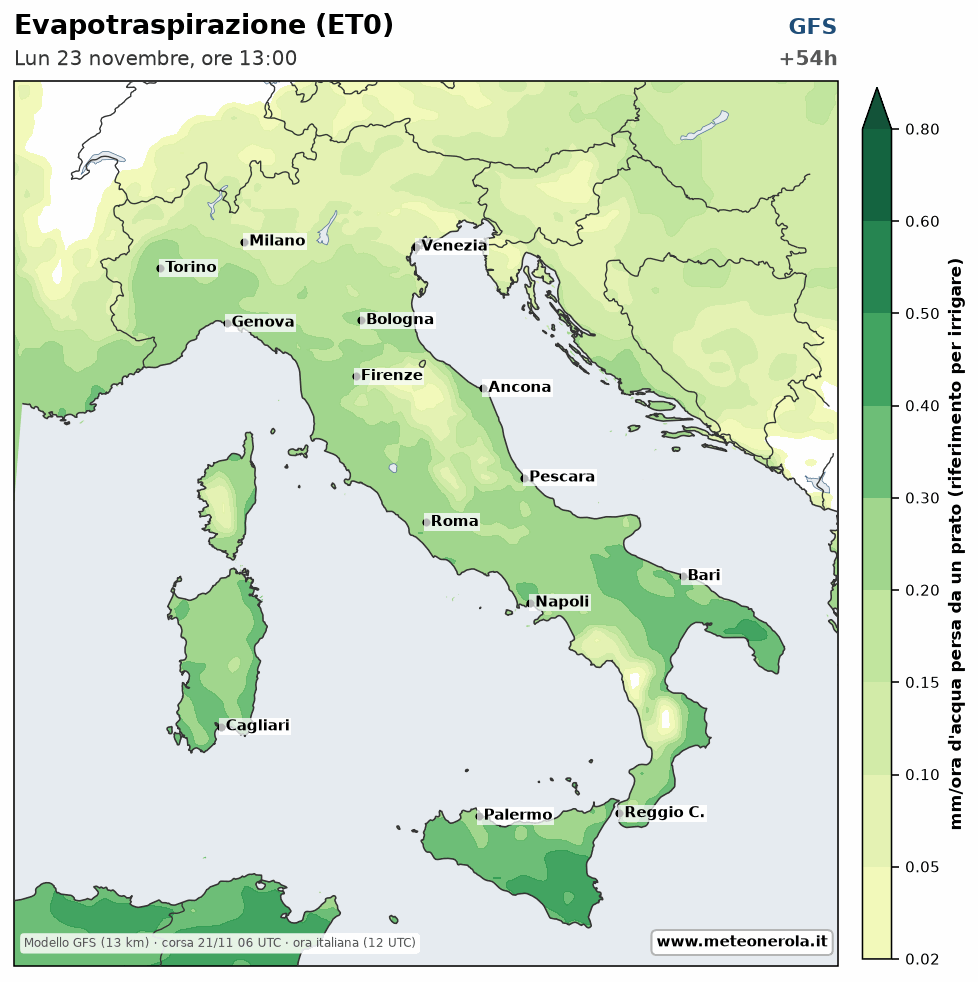 Evapotraspirazione (ET0)
GFS
Lun 23 novembre, ore 13:00
+54h
Milano
Venezia
Torino
Genova
Bologna
Firenze
Ancona
Pescara
Roma
Bari
Napoli
Cagliari
Palermo
Reggio C.
0.80
0.60
0.50
0.40
0.30
0.20
0.15
0.10
0.05
0.02
mm/ora d'acqua persa da un prato (riferimento per irrigare)
Modello GFS (13 km) · corsa 21/11 06 UTC · ora italiana (12 UTC)
www.meteonerola.it